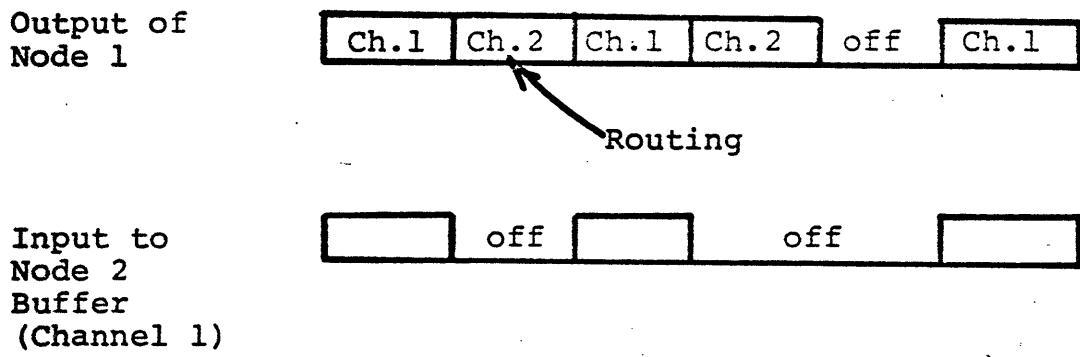 Output of
Node 1
Ch.1 Ch.2 Ch.1 Ch.2 off Ch.1
Routing
Input to
Node 2
Buffer
(Channel 1)
off off